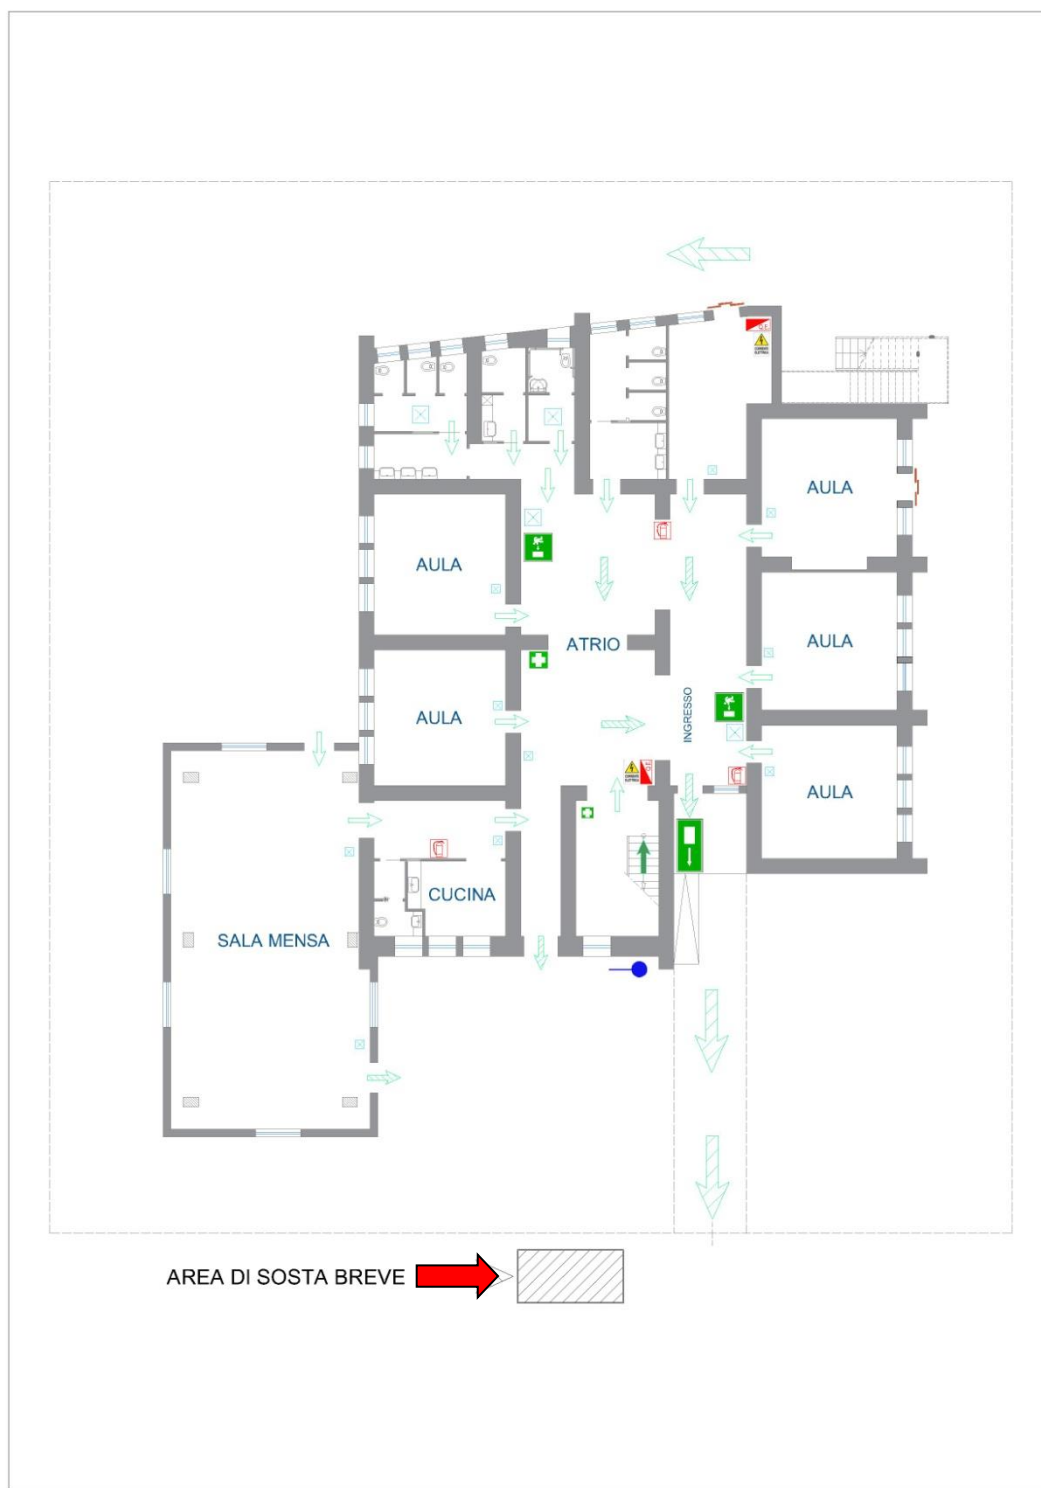 Q.E.
AULA
AULA
AULA
ATRIO
AULA
INGRESSO
AULA
Q.E.
AULA
CUCINA
SALA MENSA
AREA DI SOSTA BREVE